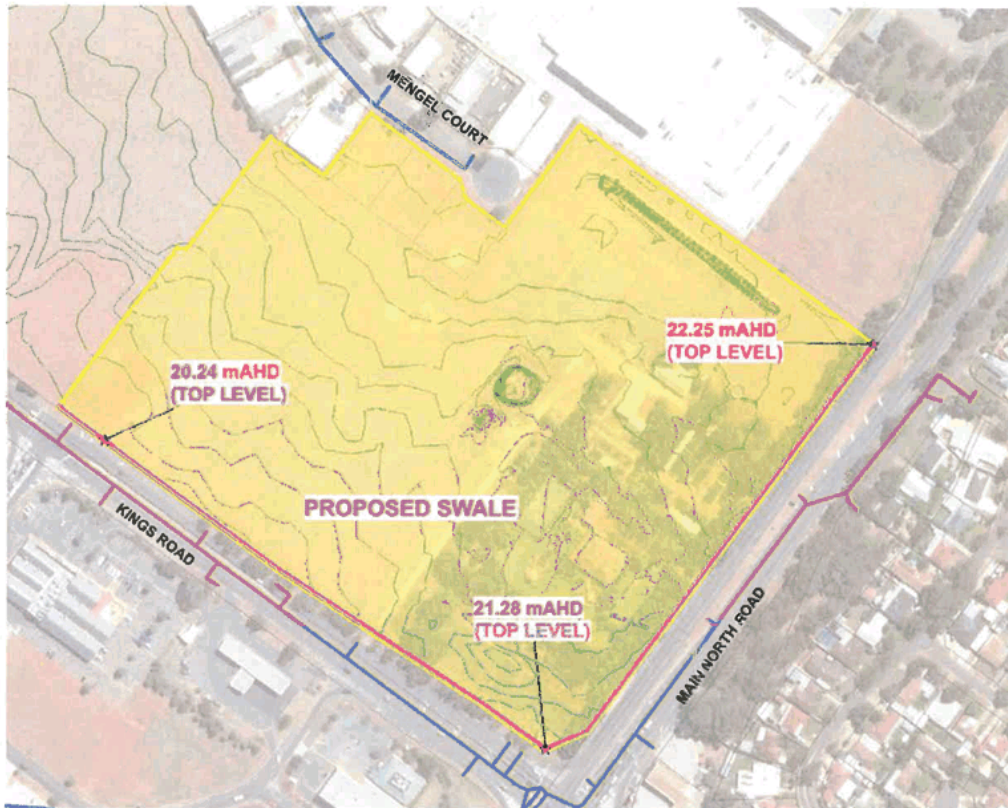 MENGEL COURT
22.25 mAHD
(TOP LEVEL)
20.24 mAHD
(TOP LEVEL)
PROPOSED SWALE
KINGS ROAD
21.28 mAHD
(TOP LEVEL)
MAIN NORTH ROAD